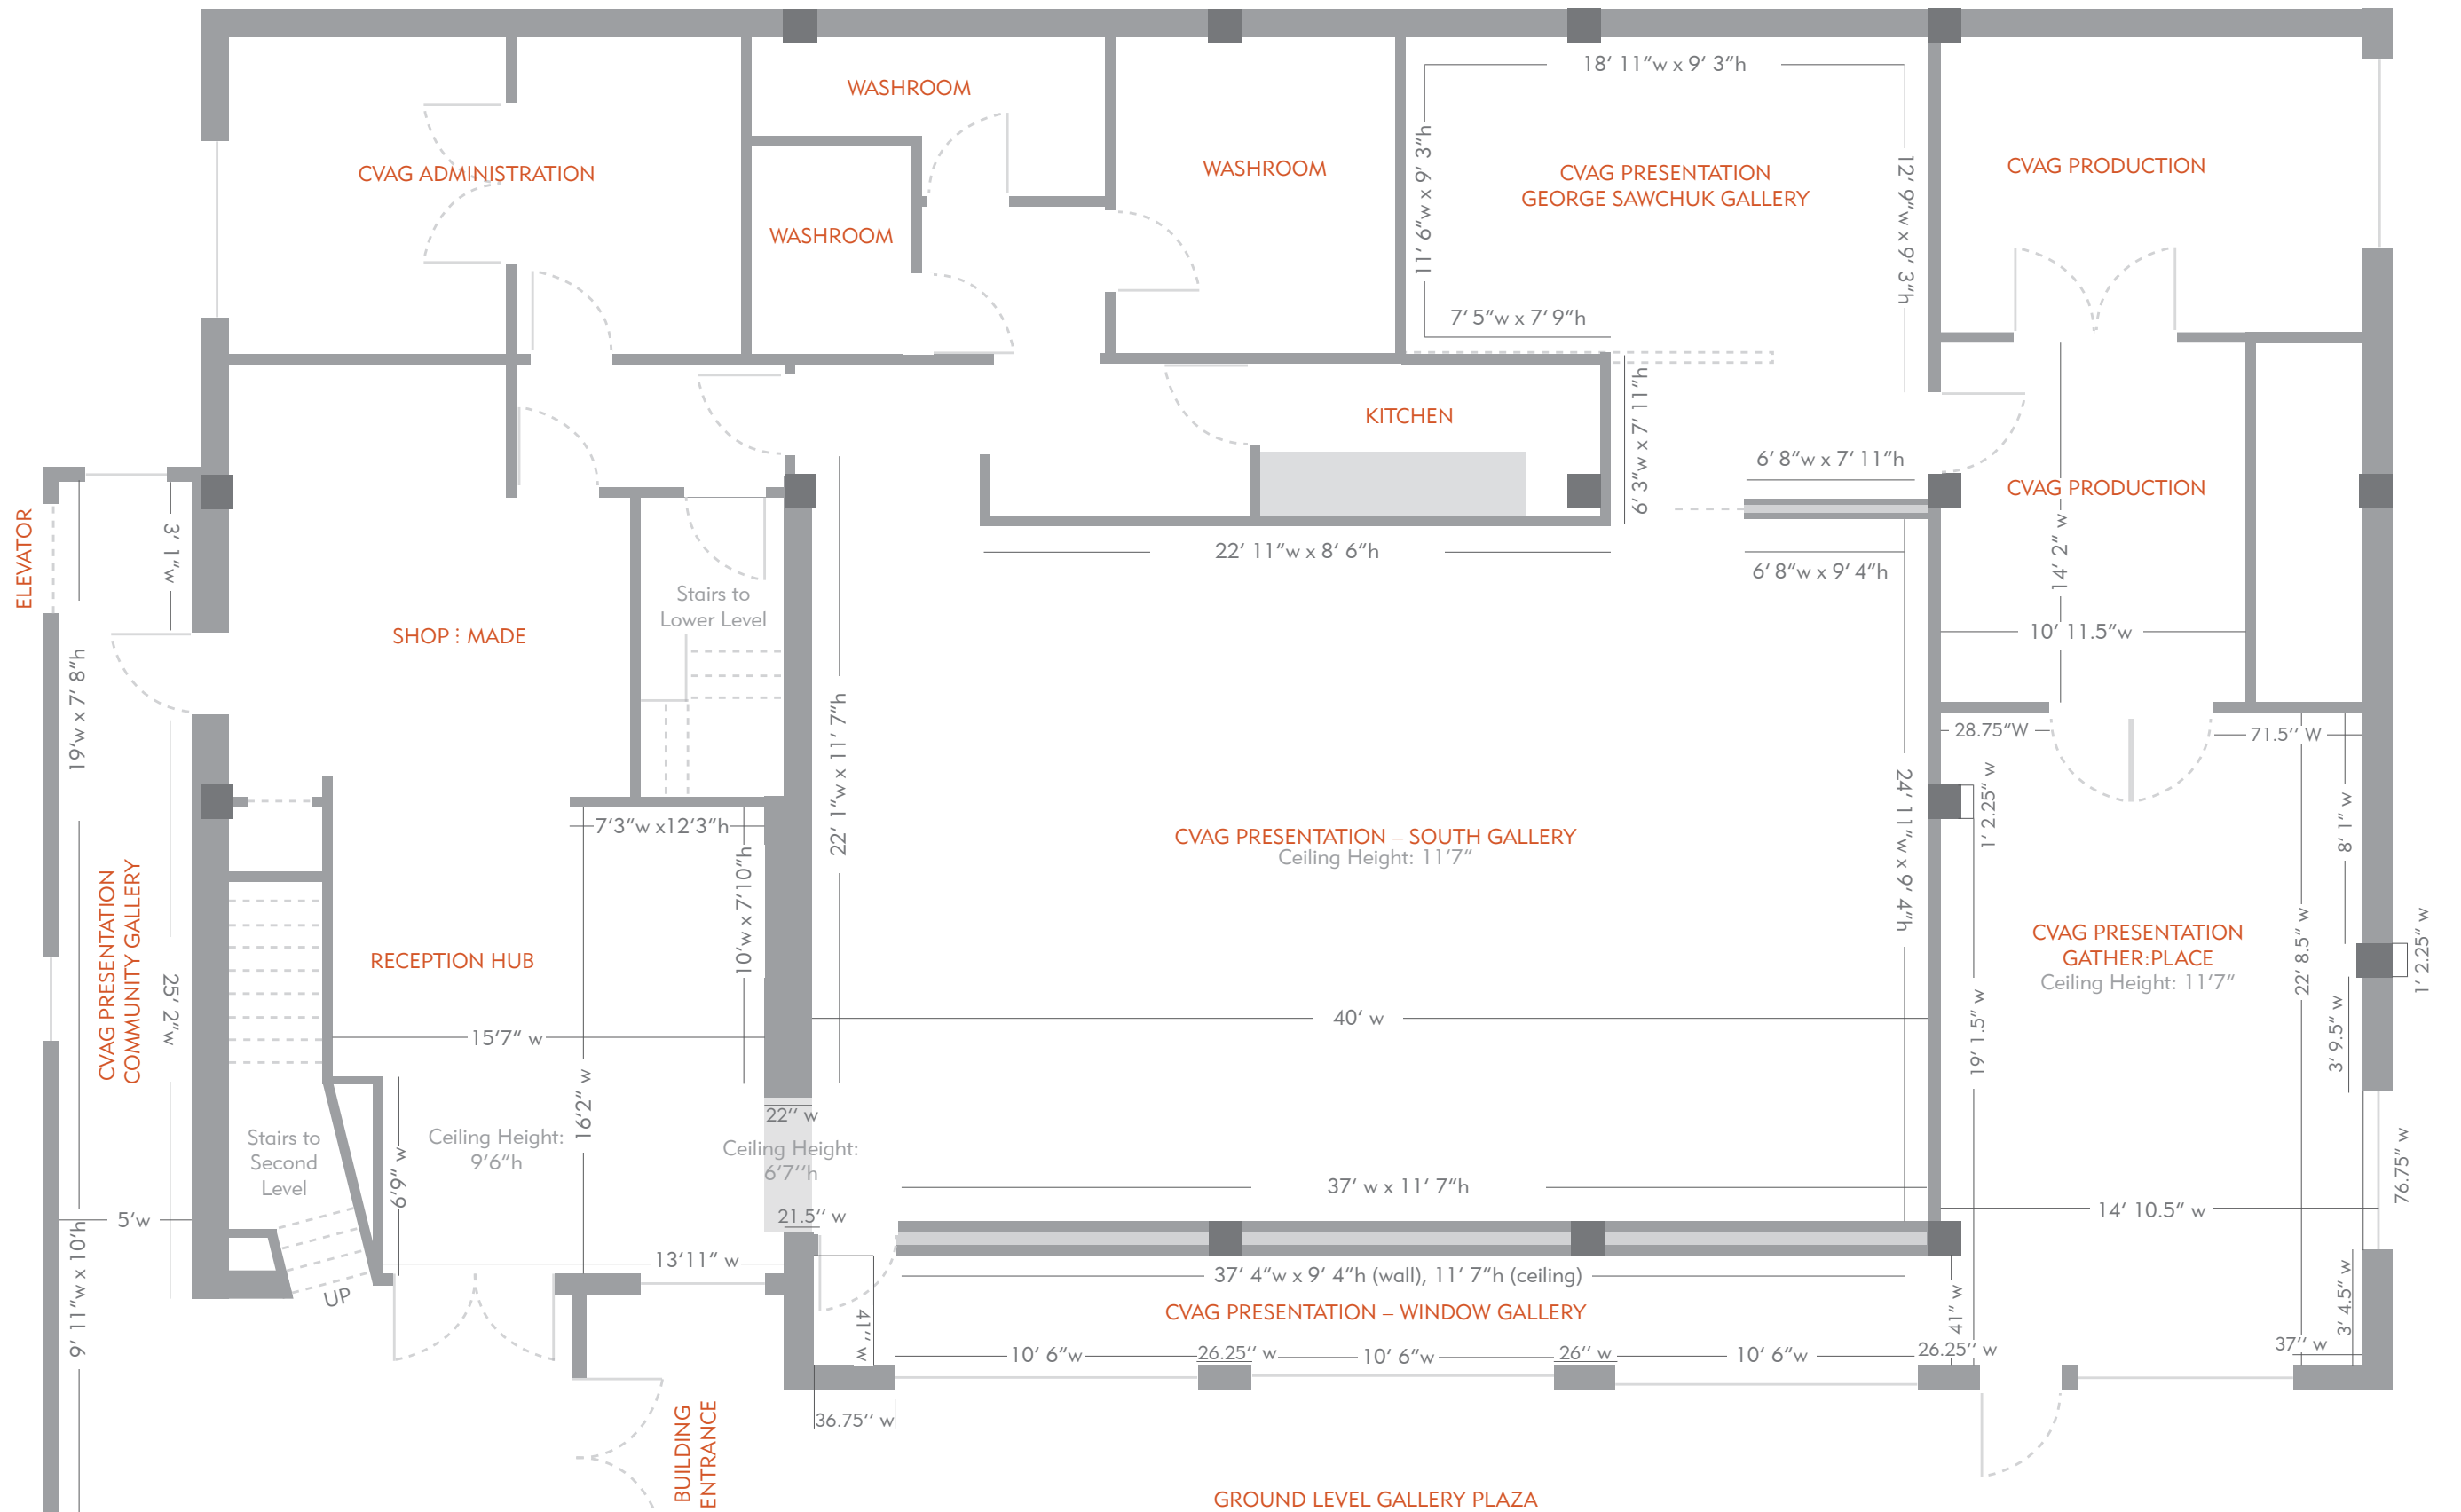 18' 11"w x 9' 3"h
WASHROOM
11' 6"w x 9' 3"h
12' 9"w x 9' 3"h
CVAG ADMINISTRATION
WASHROOM
CVAG PRESENTATION
GEORGE SAWCHUK GALLERY
CVAG PRODUCTION
WASHROOM
7' 5"w x 7' 9"h
KITCHEN
6' 3"w x 7' 11"h
6' 8"w x 7' 11"h
CVAG PRODUCTION
ELEVATOR
3' 1"w
22' 11"w x 8' 6"h
6' 8"w x 9' 4"h
14' 2" w
Stairs to
Lower Level
SHOP : MADE
10' 11.5"w
19'w x 7' 8"h
22' 1"w x 11' 7"h
28.75"W
71.5'' W
1' 2.25" w
8' 1" w
7'3"w x12'3"h
CVAG PRESENTATION – SOUTH GALLERY
Ceiling Height: 11'7"
24' 11"w x 9' 4"h
10'w x 7'10"h
CVAG PRESENTATION
COMMUNITY GALLERY
25' 2"w
RECEPTION HUB
CVAG PRESENTATION
GATHER:PLACE
Ceiling Height: 11'7"
22' 8.5" w
1' 2.25" w
15'7" w
40' w
19' 1.5" w
3' 9.5" w
16'2" w
22'' w
Stairs to
Second
Level
Ceiling Height:
9'6"h
Ceiling Height:
6'7''h
6'9" w
37' w x 11' 7"h
76.75" w
5'w
21.5'' w
14' 10.5" w
9' 11"w x 10'h
13'11" w
37' 4"w x 9' 4"h (wall), 11' 7"h (ceiling)
UP
CVAG PRESENTATION – WINDOW GALLERY
41'' w
41" w
3' 4.5" w
10' 6"w
26.25'' w
10' 6"w
26'' w
10' 6"w
26.25'' w
37'' w
36.75'' w
BUILDING
ENTRANCE
GROUND LEVEL GALLERY PLAZA